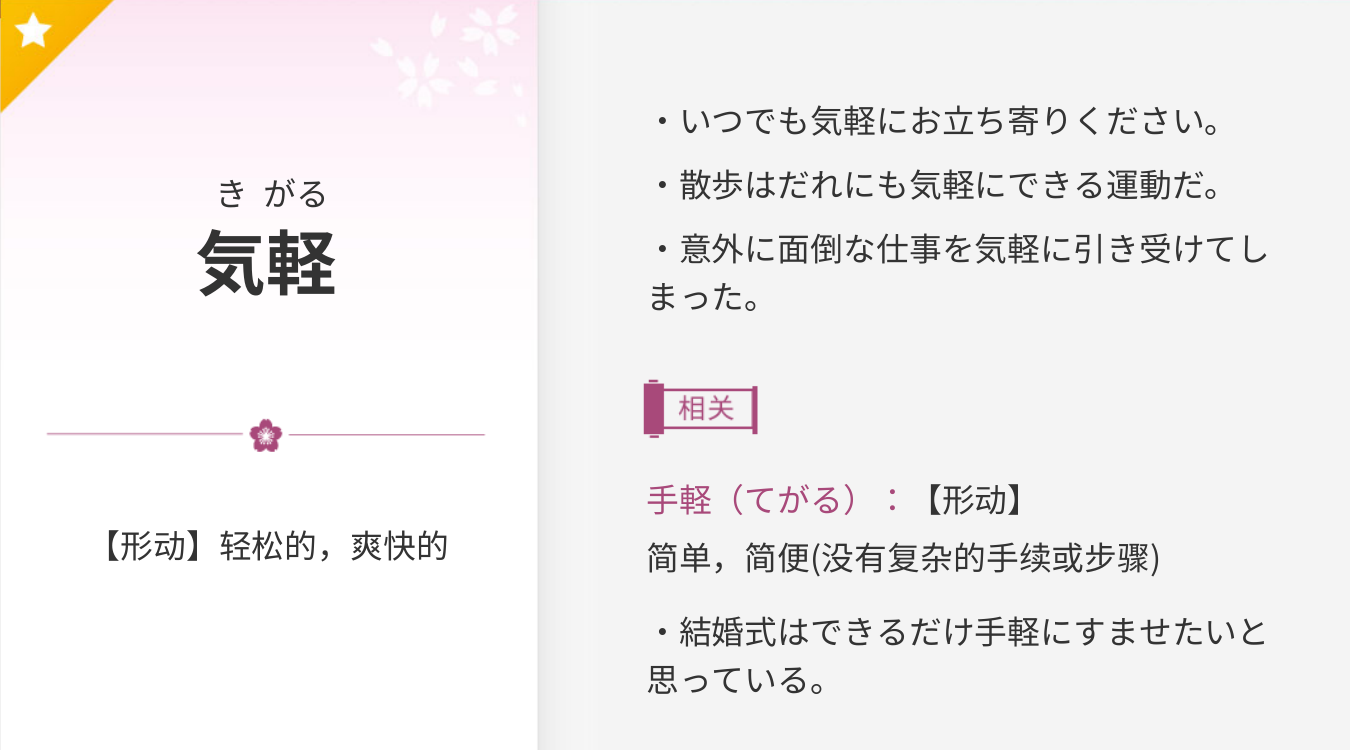 き がる
気軽
【形动】轻松的，爽快的
・いつでも気軽にお立ち寄りください。
・散歩はだれにも気軽にできる運動だ。
・意外に面倒な仕事を気軽に引き受けてし
まった。
相关
手軽（てがる）：【形动】
简单，简便(没有复杂的手续或步骤)
・結婚式はできるだけ手軽にすませたいと
思っている。